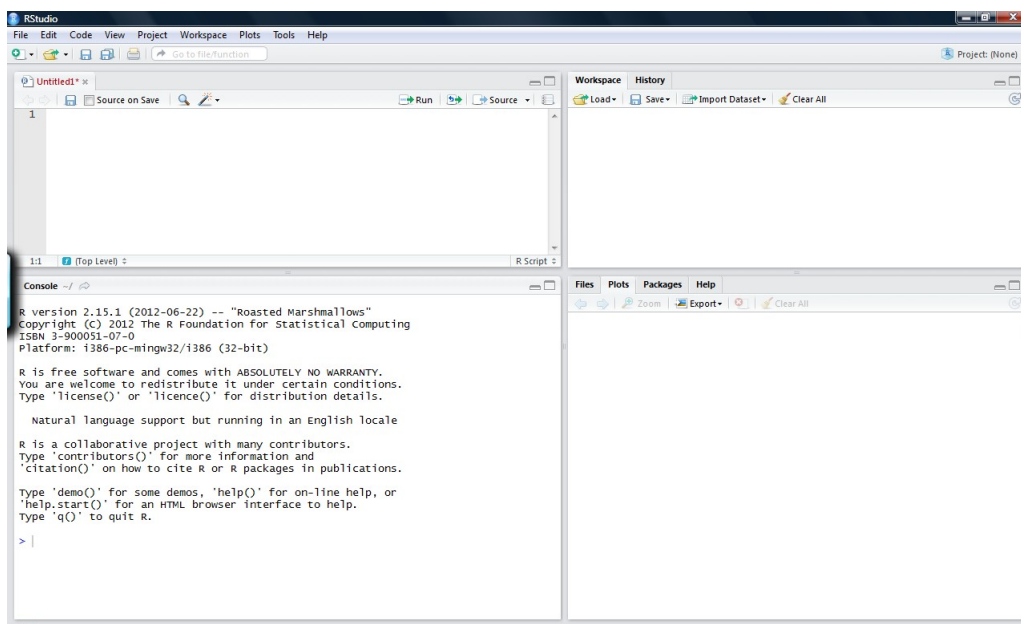 RStudio
File Edit Code View Project Workspace Plots Tools Help
Go to file/function Project: (None)
Untitled1* ×
Source on Save Run Source
1
1:1 (Top Level) R Script
Console ~/
R version 2.15.1 (2012-06-22) -- "Roasted Marshmallows"
Copyright (C) 2012 The R Foundation for Statistical Computing
ISBN 3-900051-07-0
Platform: i386-pc-mingw32/i386 (32-bit)
R is free software and comes with ABSOLUTELY NO WARRANTY.
You are welcome to redistribute it under certain conditions.
Type 'license()' or 'licence()' for distribution details.
Natural language support but running in an English locale
R is a collaborative project with many contributors.
Type 'contributors()' for more information and
'citation()' on how to cite R or R packages in publications.
Type 'demo()' for some demos, 'help()' for on-line help, or
'help.start()' for an HTML browser interface to help.
Type 'q()' to quit R.
>
Workspace History
Load Save Import Dataset Clear All
Files Plots Packages Help
Zoom Export Clear All